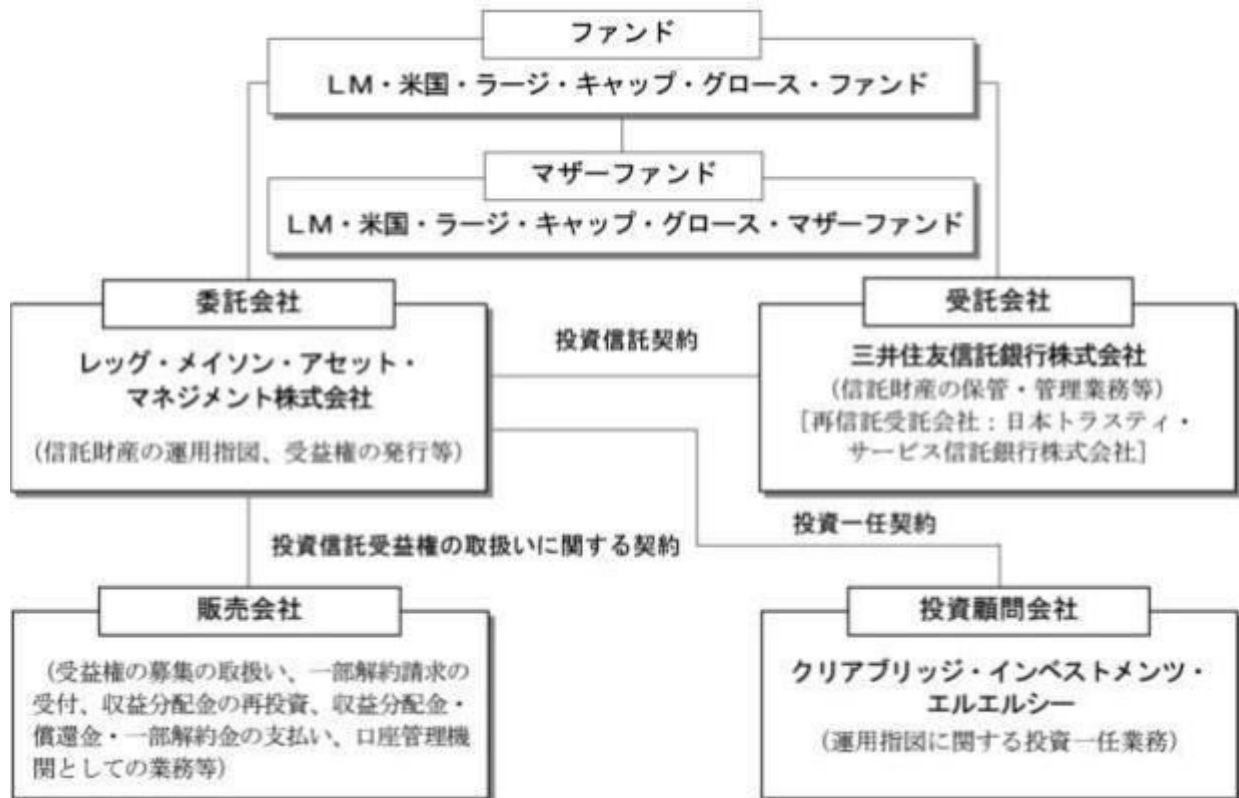 ファンド
LM・米国・ラージ・キャップ・グロース・ファンド
マザーファンド
LM・米国・ラージ・キャップ・グロース・マザーファンド
委託会社
レッグ・メイソン・アセット・
マネジメント株式会社
(信託財産の運用指図、受益権の発行等)
投資信託契約
受託会社
三井住友信託銀行株式会社
(信託財産の保管・管理業務等)
[再信託受託会社:日本トラスティ・
サービス信託銀行株式会社]
投資信託受益権の取扱いに関する契約
投資一任契約
販売会社
(受益権の募集の取扱い、一部解約請求の
受付、収益分配金の再投資、収益分配金・
償還金・一部解約金の支払い、口座管理機
関としての業務等)
投資顧問会社
クリアブリッジ・インベストメンツ・
エルエルシー
(運用指図に関する投資一任業務)